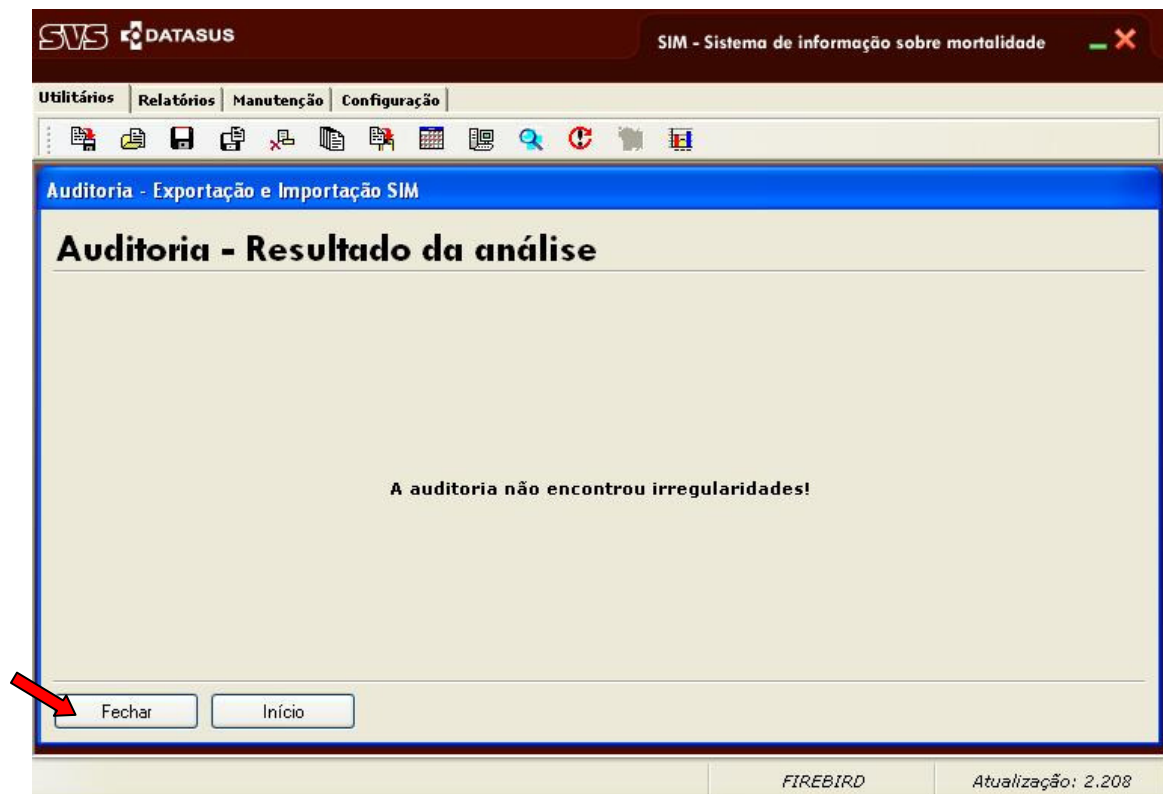 SVS DATASUS
SIM - Sistema de informação sobre mortalidade
Utilitários Relatórios Manutenção Configuração
Auditoria - Exportação e Importação SIM
Auditoria - Resultado da análise
A auditoria não encontrou irregularidades!
Fechar Início
FIREBIRD Atualização: 2.208